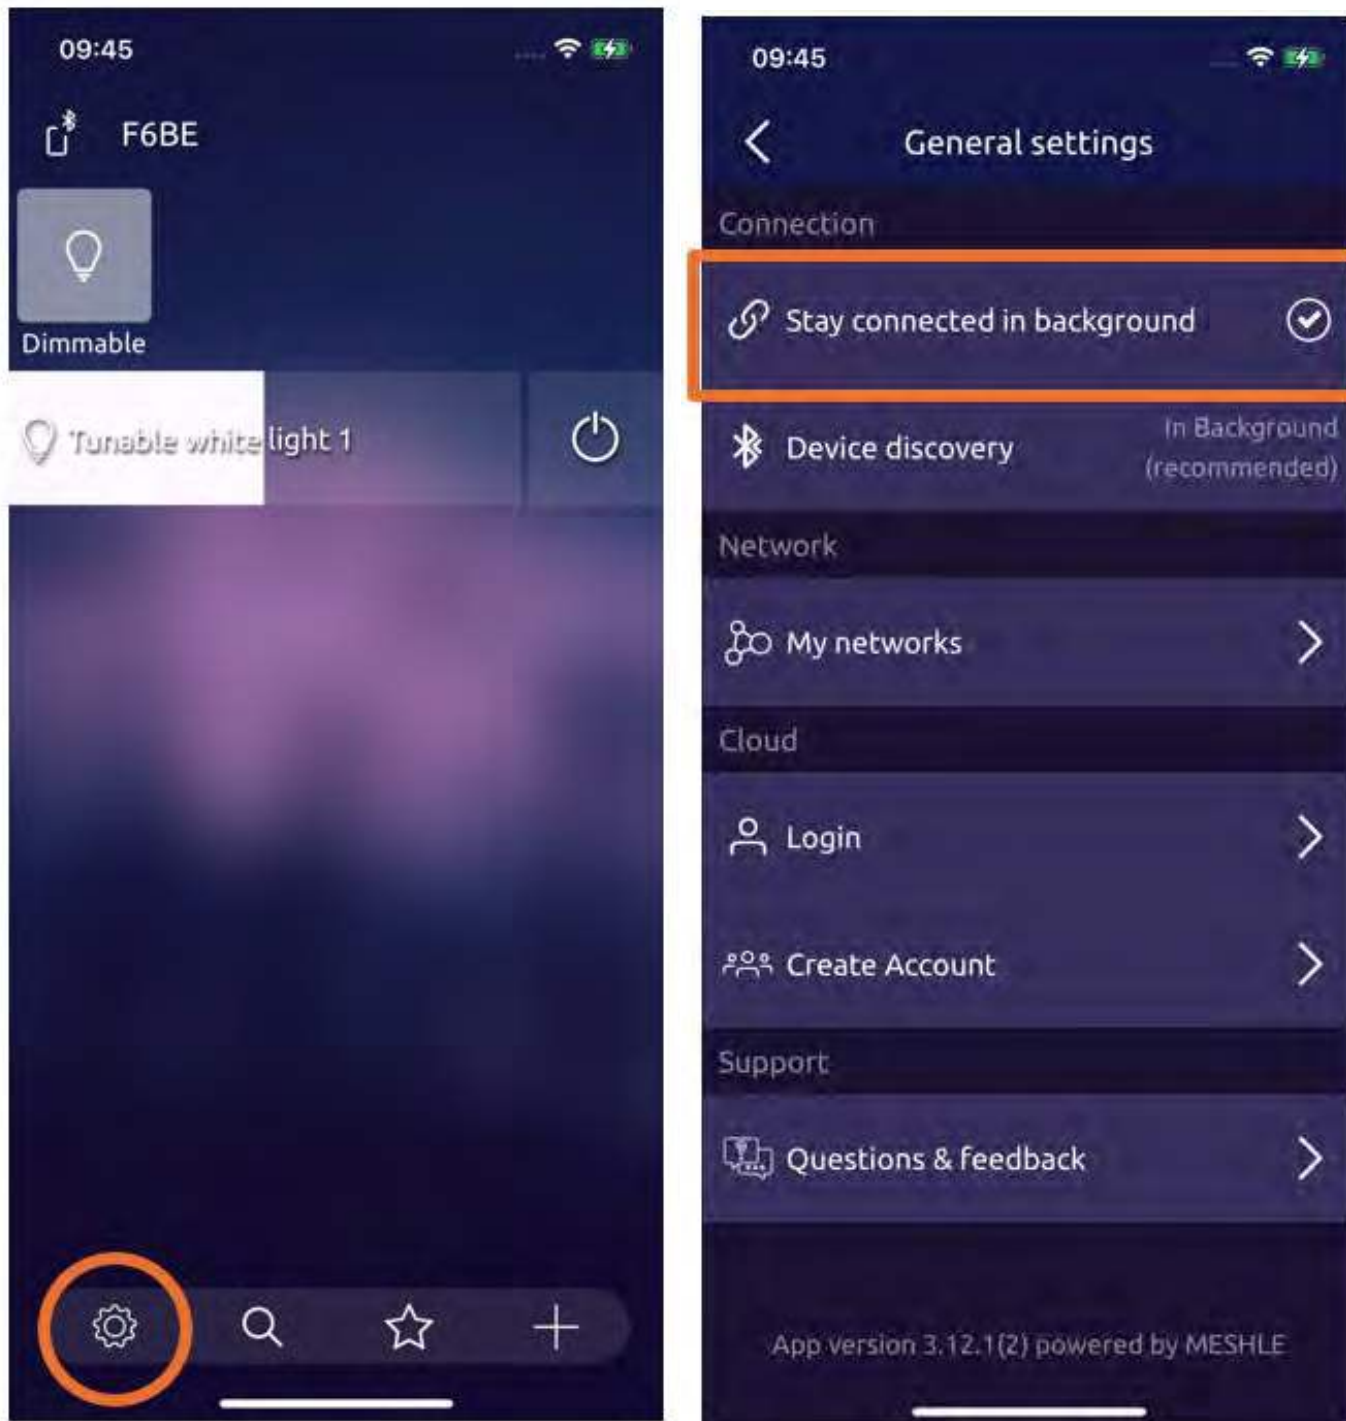 09:45
F6BE
Dimmable
Tunable white light 1
09:45
General settings
Connection
Stay connected in background
Device discovery
In Background
(recommended)
Network
My networks
Cloud
Login
Create Account
Support
Questions & feedback
App version 3.12.1(2) powered by MESHLE